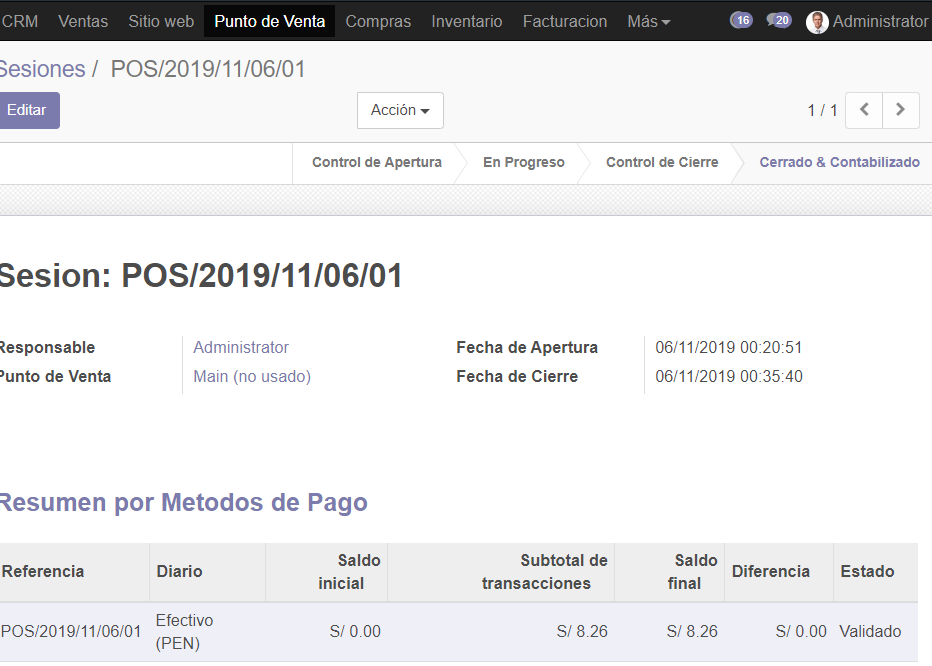 CRM Ventas Sitio web Punto de Venta Compras Inventario Facturacion Más 16 20 Administrator
Sesiones / POS/2019/11/06/01
Editar Acción 1 / 1
Control de Apertura En Progreso Control de Cierre Cerrado & Contabilizado
Sesion: POS/2019/11/06/01
Responsable Administrator Fecha de Apertura 06/11/2019 00:20:51
Punto de Venta Main (no usado) Fecha de Cierre 06/11/2019 00:35:40
Resumen por Metodos de Pago
Referencia Diario Saldo inicial Subtotal de transacciones Saldo final Diferencia Estado
POS/2019/11/06/01 Efectivo (PEN) S/ 0.00 S/ 8.26 S/ 8.26 S/ 0.00 Validado